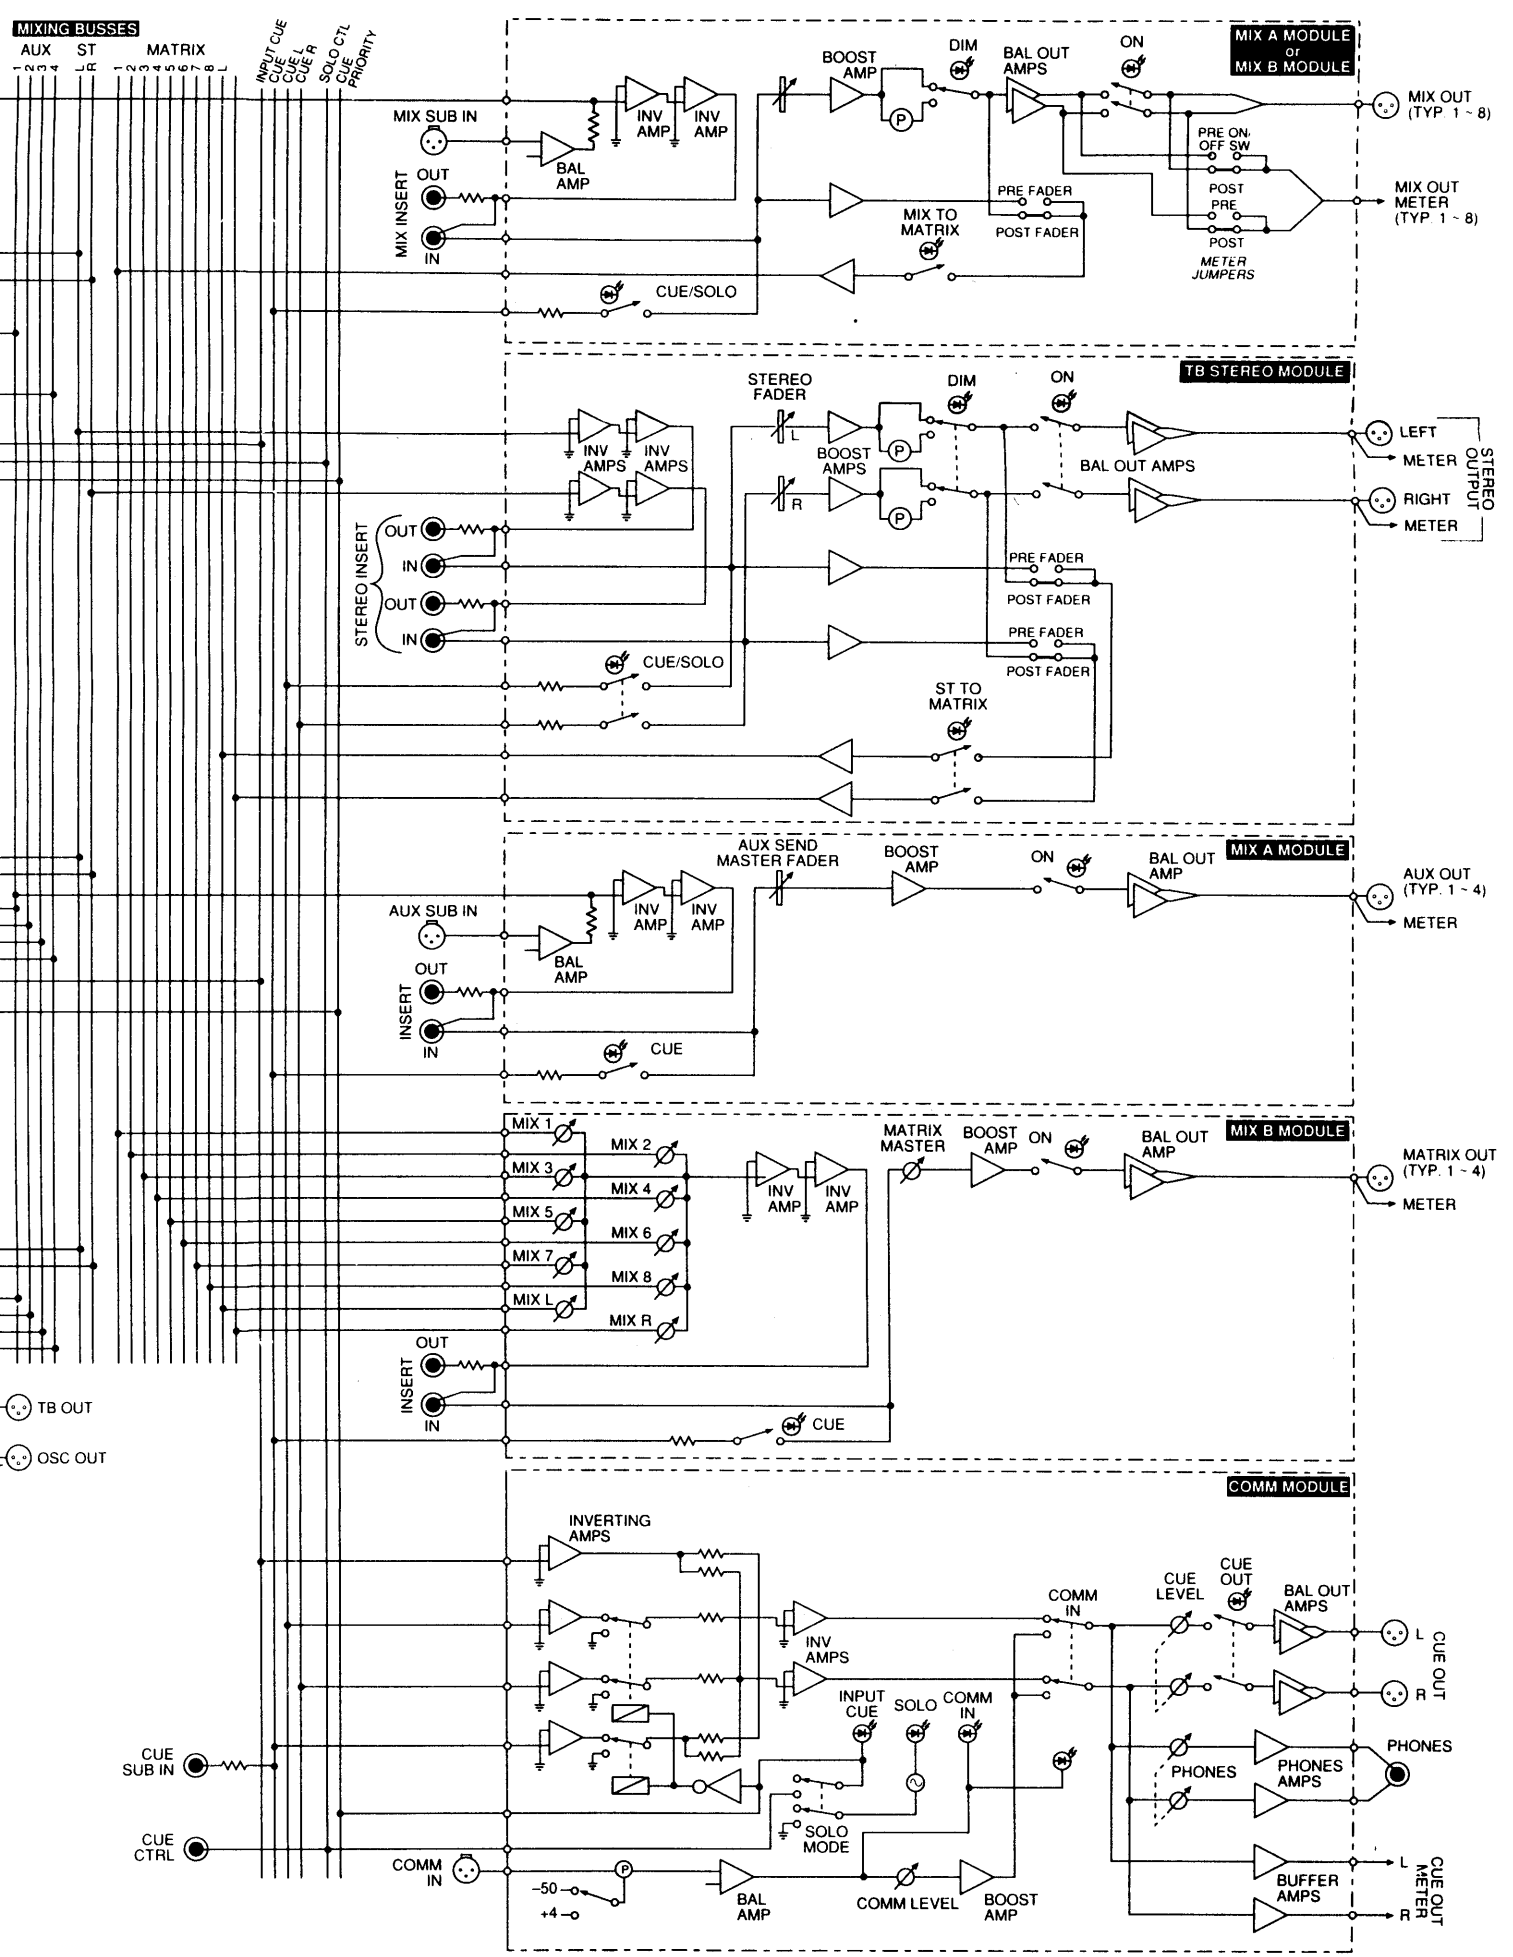 MIXING BUSSES
AUX ST MATRIX
1 2 3 4 L R 1 2 3 4 5 6 7 8 L
INPUT CUE
CUE
CUE L
CUE R
SOLO CTL
CUE
PRIORITY
MIX A MODULE
or
MIX B MODULE
MIX SUB IN
BAL
AMP
INV
AMP
INV
AMP
BOOST
AMP
P
DIM
BAL OUT
AMPS
ON
MIX OUT
(TYP. 1 ~ 8)
PRE ON/
OFF SW
POST
PRE
POST
METER
JUMPERS
MIX OUT
METER
(TYP. 1 ~ 8)
MIX INSERT
OUT
IN
PRE FADER
POST FADER
MIX TO
MATRIX
CUE/SOLO
TB STEREO MODULE
STEREO
FADER
L
R
DIM
ON
INV
AMPS
INV
AMPS
BOOST
AMPS
P
P
BAL OUT AMPS
LEFT
METER
RIGHT
METER
STEREO
OUTPUT
STEREO INSERT
OUT
IN
OUT
IN
PRE FADER
POST FADER
PRE FADER
POST FADER
CUE/SOLO
ST TO
MATRIX
MIX A MODULE
AUX SEND
MASTER FADER
BOOST
AMP
ON
BAL OUT
AMP
AUX OUT
(TYP. 1 ~ 4)
METER
AUX SUB IN
BAL
AMP
INV
AMP
INV
AMP
INSERT
OUT
IN
CUE
MIX B MODULE
MIX 1
MIX 2
MIX 3
MIX 4
MIX 5
MIX 6
MIX 7
MIX 8
MIX L
MIX R
INV
AMP
INV
AMP
MATRIX
MASTER
BOOST
AMP
ON
BAL OUT
AMP
MATRIX OUT
(TYP. 1 ~ 4)
METER
INSERT
OUT
IN
CUE
TB OUT
OSC OUT
COMM MODULE
INVERTING
AMPS
INV
AMPS
COMM
IN
CUE
LEVEL
CUE
OUT
BAL OUT
AMPS
L
R
CUE OUT
INPUT
CUE
SOLO
COMM
IN
PHONES
PHONES
AMPS
PHONES
CUE
SUB IN
CUE
CTRL
SOLO
MODE
COMM
IN
-50
+4
P
BAL
AMP
COMM LEVEL
BOOST
AMP
BUFFER
AMPS
L
R
CUE OUT
METER